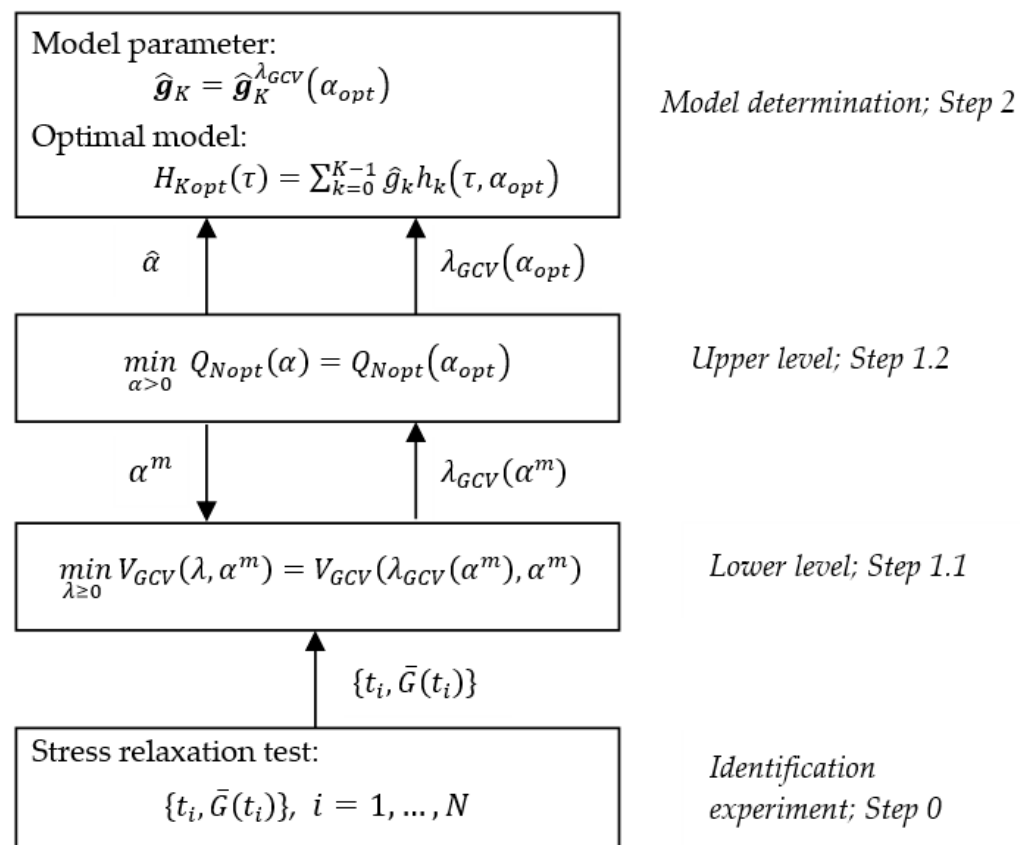 Model parameter:
𝒈̂_K = 𝒈̂_K^{λ_GCV}(α_opt)
Optimal model:
H_{Kopt}(τ) = ∑_{k=0}^{K−1} ĝ_k h_k(τ, α_opt)
Model determination; Step 2
α̂
λ_GCV(α_opt)
min_{α>0} Q_{Nopt}(α) = Q_{Nopt}(α_opt)
Upper level; Step 1.2
α^m
λ_GCV(α^m)
min_{λ≥0} V_GCV(λ, α^m) = V_GCV(λ_GCV(α^m), α^m)
Lower level; Step 1.1
{t_i, Ḡ(t_i)}
Stress relaxation test:
{t_i, Ḡ(t_i)}, i = 1, … , N
Identification
experiment; Step 0